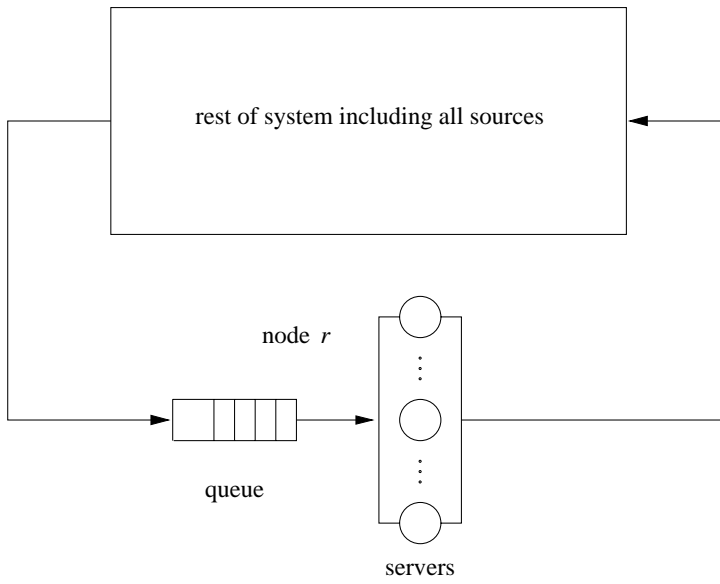 rest of system including all sources
node r
queue
servers